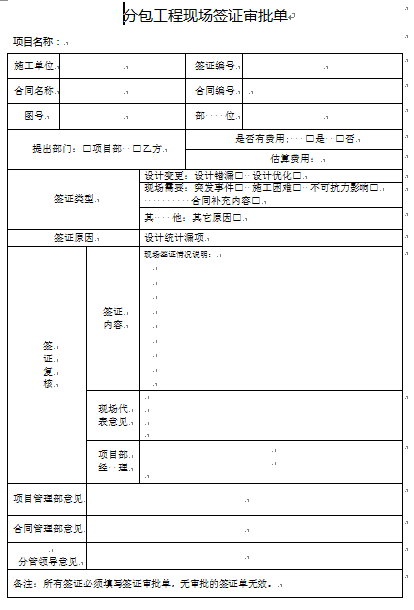 分包工程现场签证审批单
项目名称：
施工单位 签证编号
合同名称 合同编号
图号 部 位
提出部门：□项目部 □乙方 是否有费用： □是 □否
估算费用：
签证类型 设计变更：设计错漏□ 设计优化□
现场需要：突发事件□ 施工困难□ 不可抗力影响□
合同补充内容□
其 他：其它原因□
签证原因 设计统计漏项
签证复核
签证内容
现场签证情况说明：
现场代表意见
项目部经 理
项目管理部意见
合同管理部意见
分管领导意见
备注：所有签证必须填写签证审批单，无审批的签证单无效。